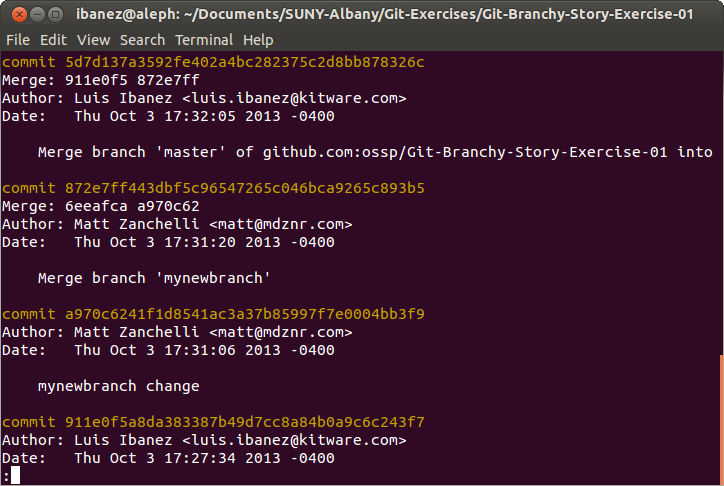 ibanez@aleph: ~/Documents/SUNY-Albany/Git-Exercises/Git-Branchy-Story-Exercise-01
File Edit View Search Terminal Help
commit 5d7d137a3592fe402a4bc282375c2d8bb878326c
Merge: 911e0f5 872e7ff
Author: Luis Ibanez <luis.ibanez@kitware.com>
Date:   Thu Oct 3 17:32:05 2013 -0400
    Merge branch 'master' of github.com:ossp/Git-Branchy-Story-Exercise-01 into
commit 872e7ff443dbf5c96547265c046bca9265c893b5
Merge: 6eeafca a970c62
Author: Matt Zanchelli <matt@mdznr.com>
Date:   Thu Oct 3 17:31:20 2013 -0400
    Merge branch 'mynewbranch'
commit a970c6241f1d8541ac3a37b85997f7e0004bb3f9
Author: Matt Zanchelli <matt@mdznr.com>
Date:   Thu Oct 3 17:31:06 2013 -0400
    mynewbranch change
commit 911e0f5a8da383387b49d7cc8a84b0a9c6c243f7
Author: Luis Ibanez <luis.ibanez@kitware.com>
Date:   Thu Oct 3 17:27:34 2013 -0400
: